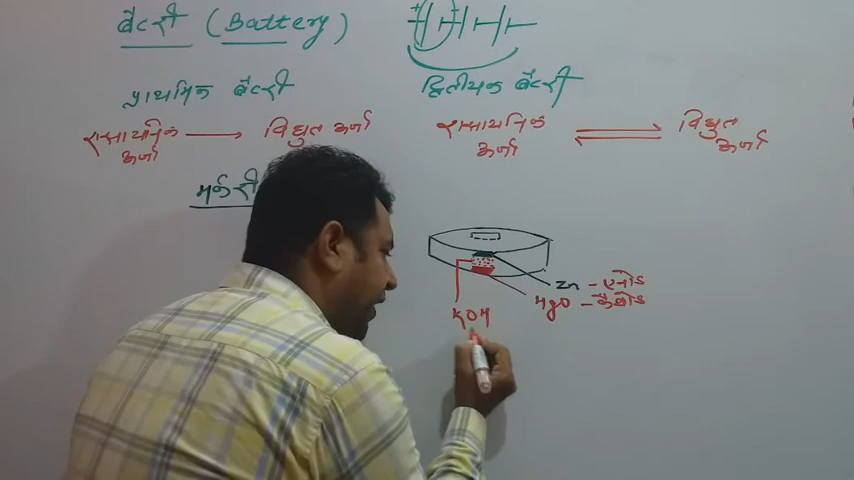 बैटरी (Battery)
प्राथमिक बैटरी
द्वितीयक बैटरी
रासायनिक ऊर्जा → विद्युत ऊर्जा
रासायनिक ऊर्जा ⇌ विद्युत ऊर्जा
मर्करी
Zn - एनोड
HgO - कैथोड
KOH